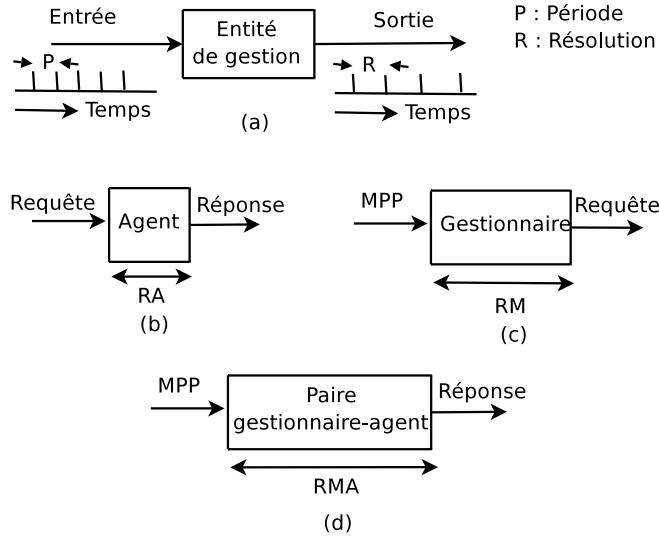 Entrée
Entité
de gestion
Sortie
P : Période
R : Résolution
P
R
Temps
Temps
(a)
Requête
Agent
Réponse
RA
(b)
MPP
Gestionnaire
Requête
RM
(c)
MPP
Paire
gestionnaire-agent
Réponse
RMA
(d)